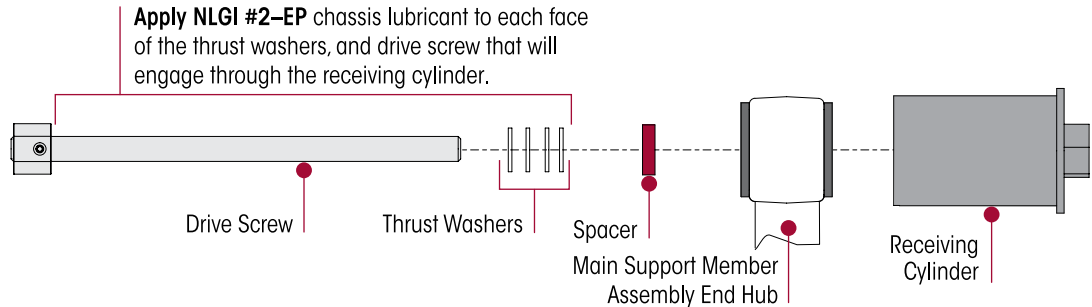 Apply NLGI #2–EP chassis lubricant to each face
of the thrust washers, and drive screw that will
engage through the receiving cylinder.
Drive Screw
Thrust Washers
Spacer
Main Support Member
Assembly End Hub
Receiving
Cylinder